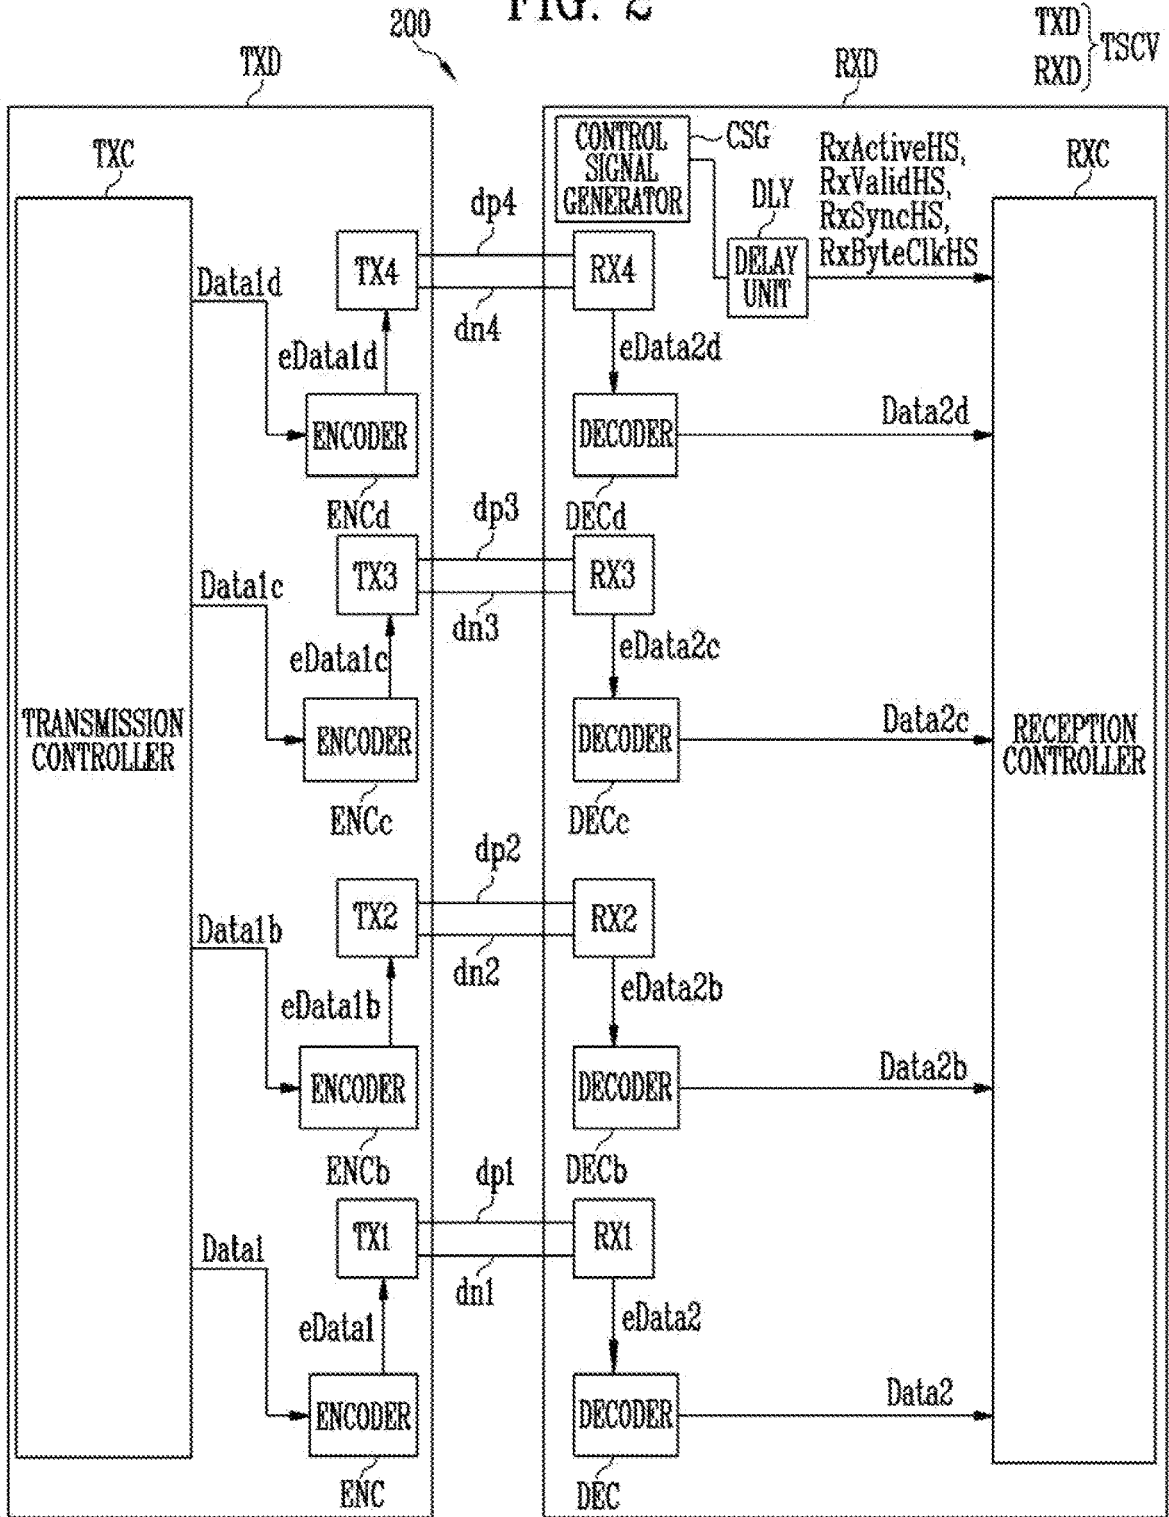 FIG. 2
200
TXD
RXD
TSCV
TXD
RXD
TXC
CONTROL
SIGNAL
GENERATOR
CSG
DLY
DELAY
UNIT
RxActiveHS,
RxValidHS,
RxSyncHS,
RxByteClkHS
RXC
TRANSMISSION
CONTROLLER
RECEPTION
CONTROLLER
Data1d
TX4
dp4
dn4
RX4
eData1d
eData2d
ENCODER
DECODER
Data2d
ENCd
DECd
Data1c
TX3
dp3
dn3
RX3
eData1c
eData2c
ENCODER
DECODER
Data2c
ENCc
DECc
Data1b
TX2
dp2
dn2
RX2
eData1b
eData2b
ENCODER
DECODER
Data2b
ENCb
DECb
Data1
TX1
dp1
dn1
RX1
eData1
eData2
ENCODER
DECODER
Data2
ENC
DEC